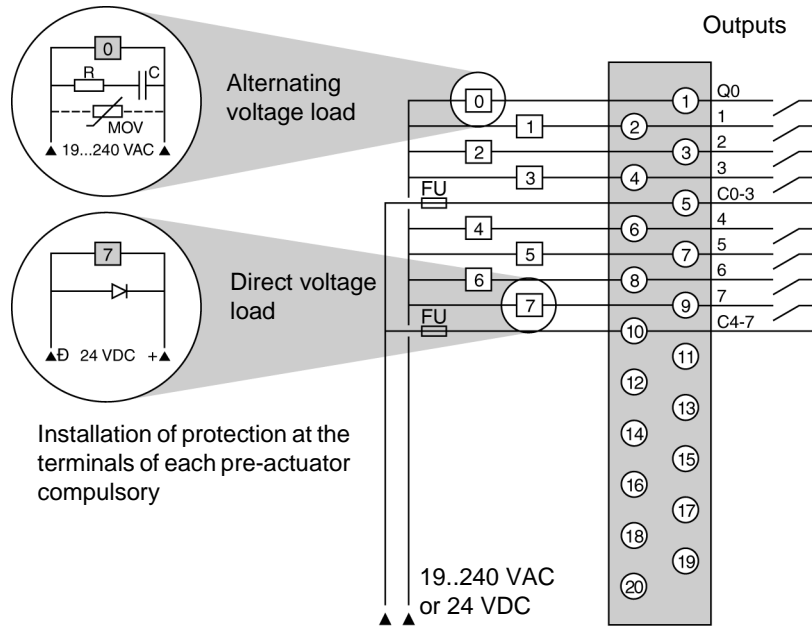 Outputs
0
R
C
MOV
19...240 VAC
Alternating
voltage load
0
1
Q0
1
2
1
2
3
2
3
4
3
FU
5
C0-3
4
6
4
5
7
5
6
8
6
7
9
7
FU
10
C4-7
7
Ð 24 VDC +
Direct voltage
load
11
12
13
14
15
16
17
18
19
20
Installation of protection at the
terminals of each pre-actuator
compulsory
19..240 VAC
or 24 VDC